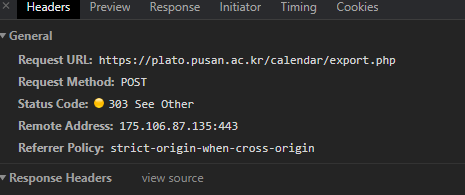 Headers Preview Response Initiator Timing Cookies
General
Request URL: https://plato.pusan.ac.kr/calendar/export.php
Request Method: POST
Status Code: 303 See Other
Remote Address: 175.106.87.135:443
Referrer Policy: strict-origin-when-cross-origin
Response Headers view source